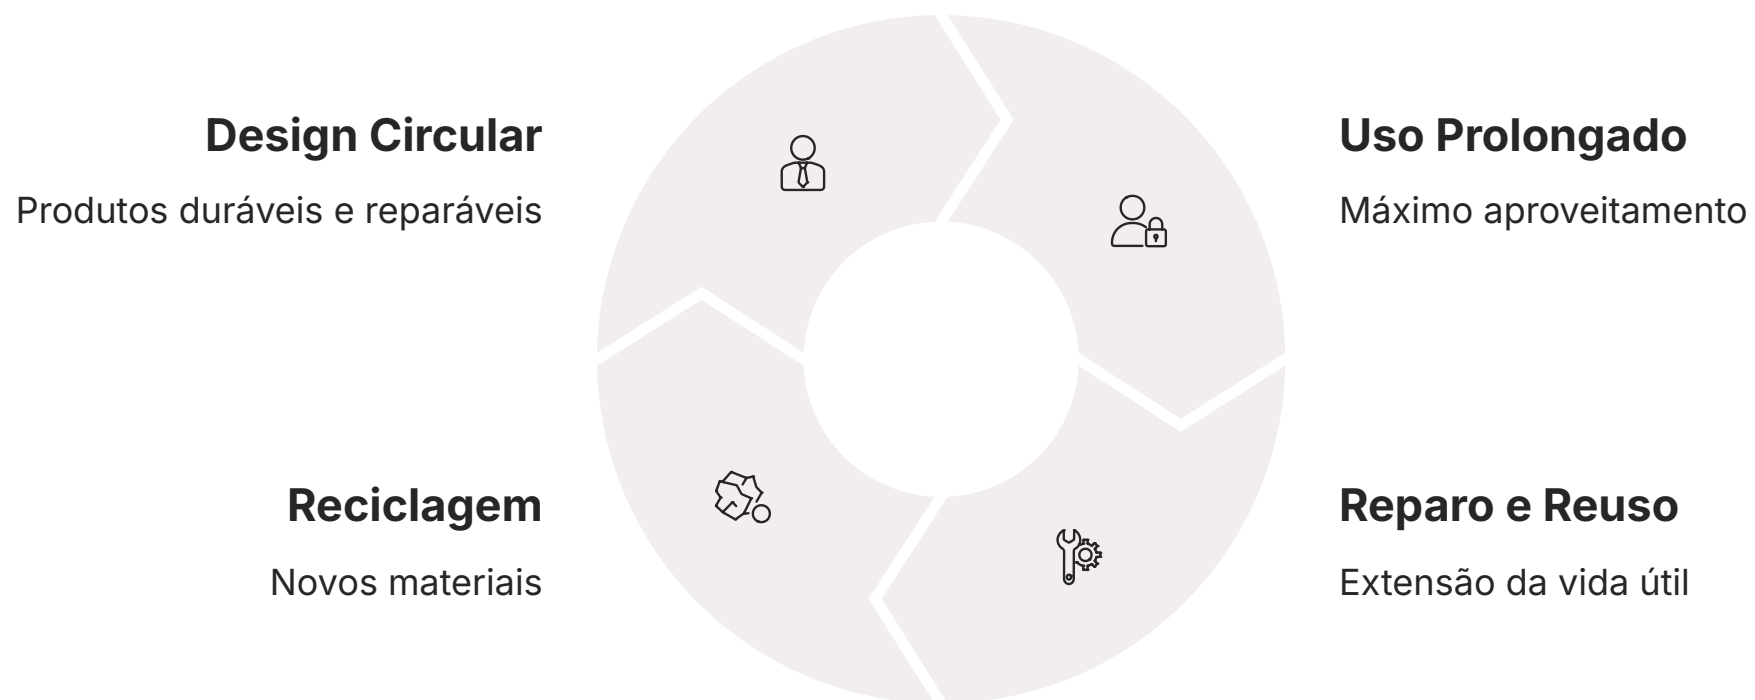 Design Circular
Produtos duráveis e reparáveis
Uso Prolongado
Máximo aproveitamento
Reparo e Reuso
Extensão da vida útil
Reciclagem
Novos materiais